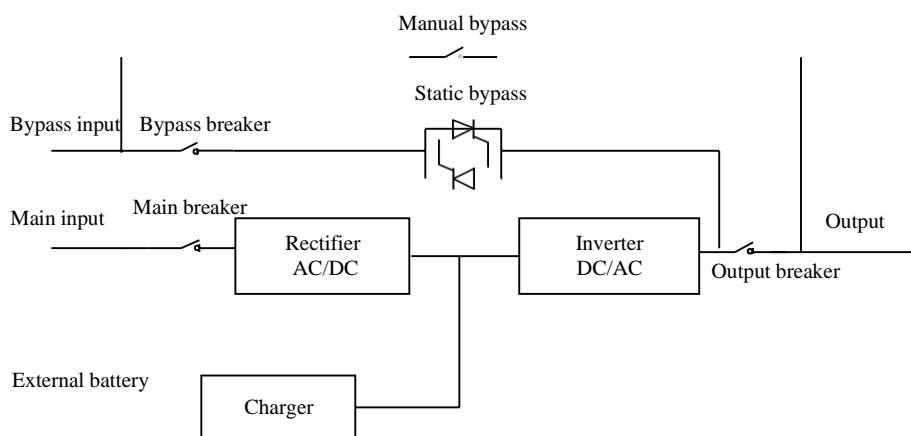 Manual bypass
Static bypass
Bypass input
Bypass breaker
Main input
Main breaker
Rectifier
AC/DC
Inverter
DC/AC
Output
Output breaker
External battery
Charger